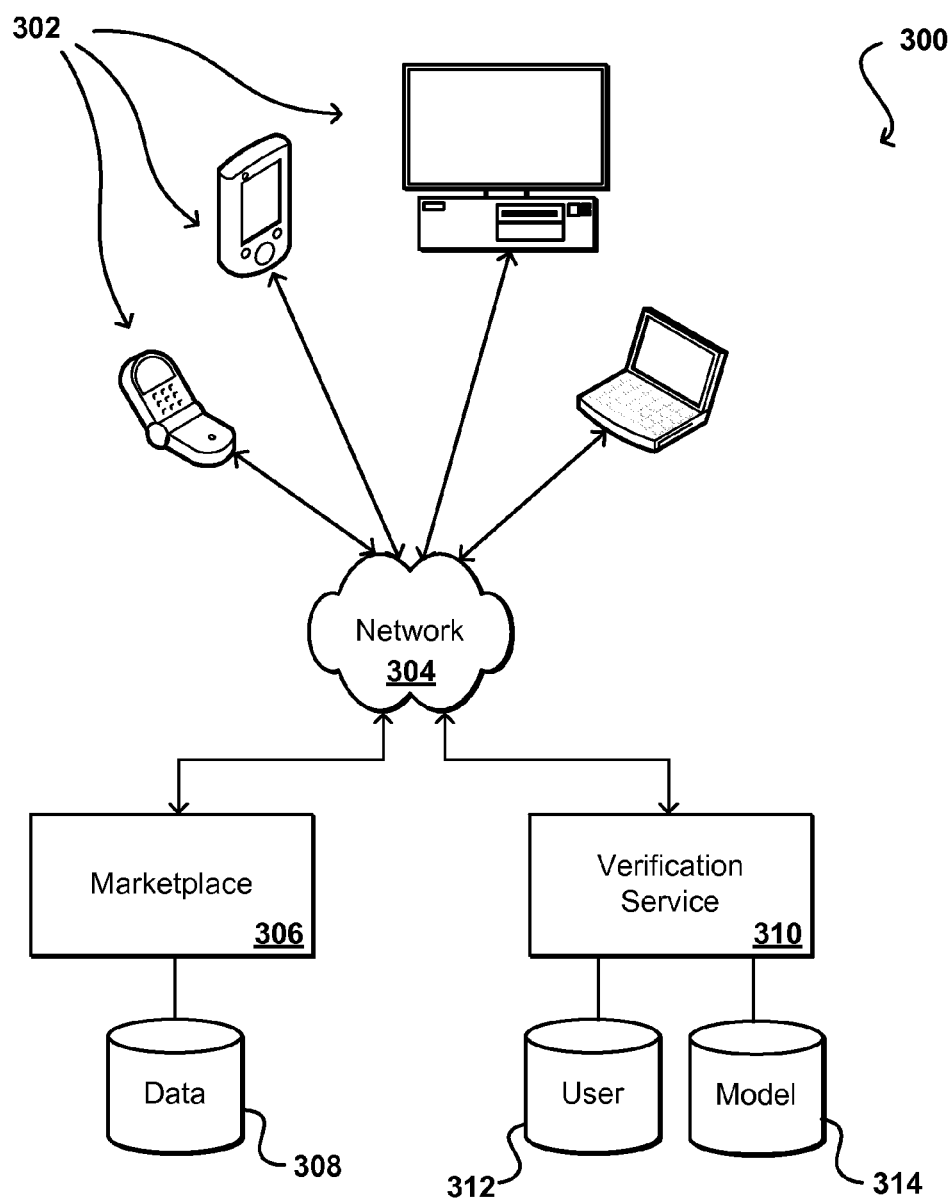 302
300
Network
304
Marketplace
306
Verification
Service
310
Data
User
Model
308
312
314